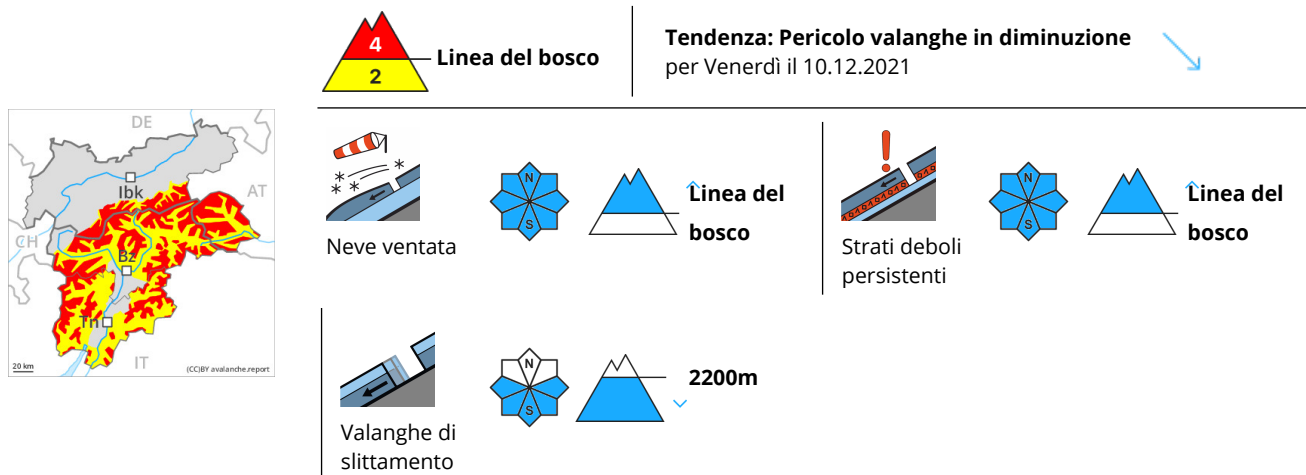 4
2
Linea del bosco
Tendenza: Pericolo valanghe in diminuzione
per Venerdì il 10.12.2021
DE
Ibk
AT
CH
Bz
Tn
IT
20 km
(CC)BY avalanche.report
N
S
Linea del
bosco
Neve ventata
N
S
Linea del
bosco
Strati deboli
persistenti
N
S
2200m
Valanghe di
slittamento